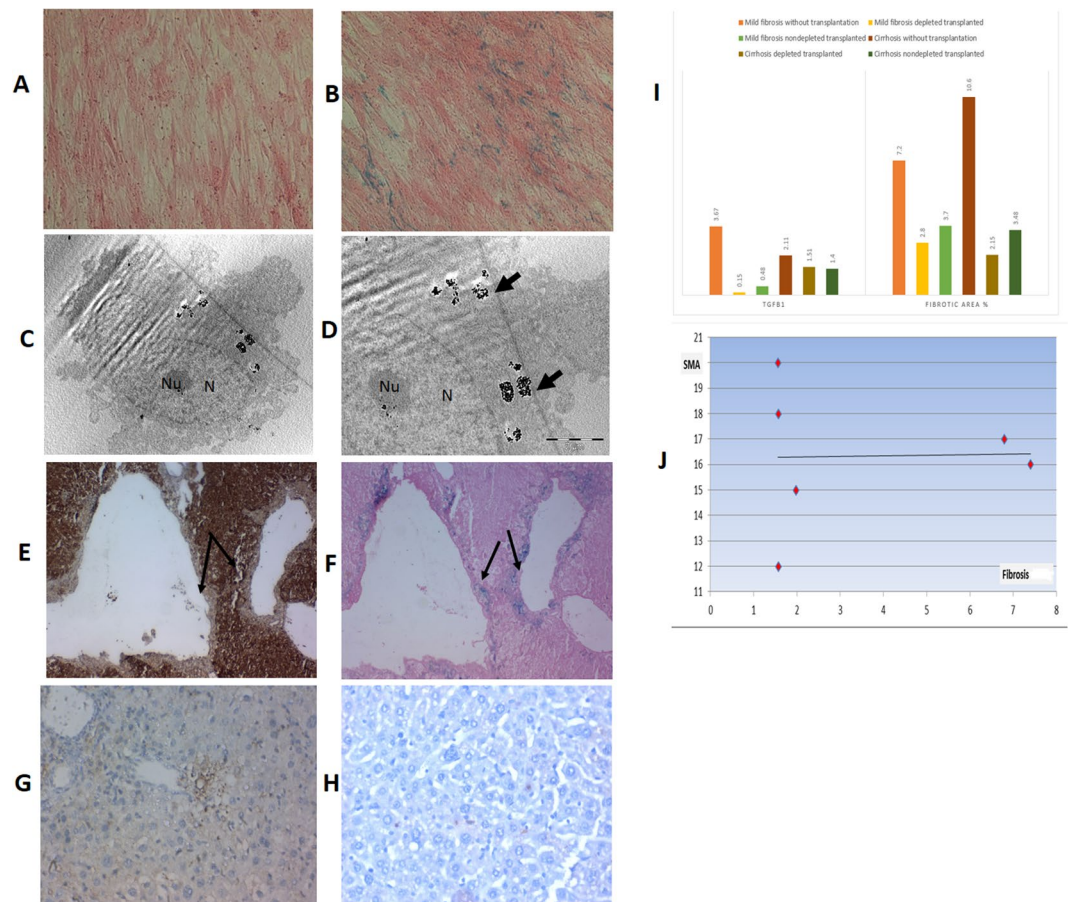 A
B
C
Nu
N
D
Nu
N
E
F
G
H
I
Mild fibrosis without transplantation
Mild fibrosis depleted transplanted
Mild fibrosis nondepleted transplanted
Cirrhosis without transplantation
Cirrhosis depleted transplanted
Cirrhosis nondepleted transplanted
3.67
0.15
0.48
2.11
1.51
1.4
7.2
2.8
3.7
10.6
2.15
3.48
TGFB1
FIBROTIC AREA %
J
21
SMA
19
18
17
16
15
14
13
12
11
Fibrosis
0 1 2 3 4 5 6 7 8